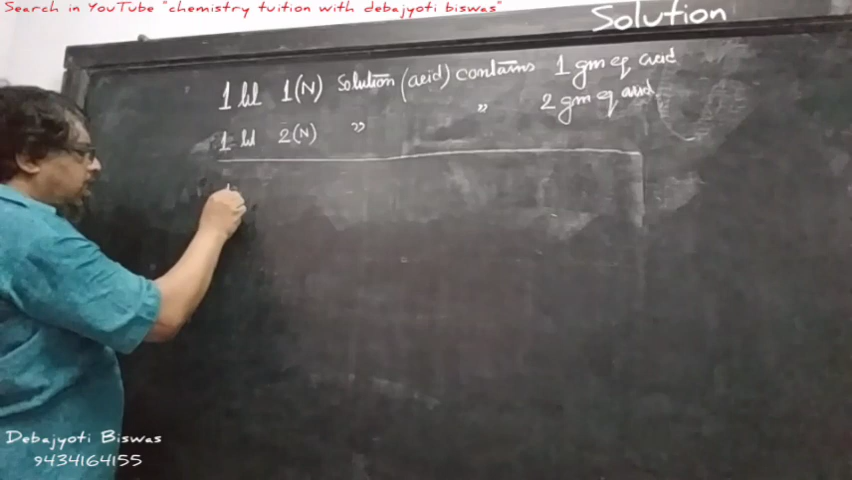 Search in YouTube "chemistry tuition with debajyoti biswas"
Solution
1 lit 1(N) Solution (acid) contains 1 gm eq acid
1 lit 2(N) " " 2 gm eq acid
Debajyoti Biswas
9434164155